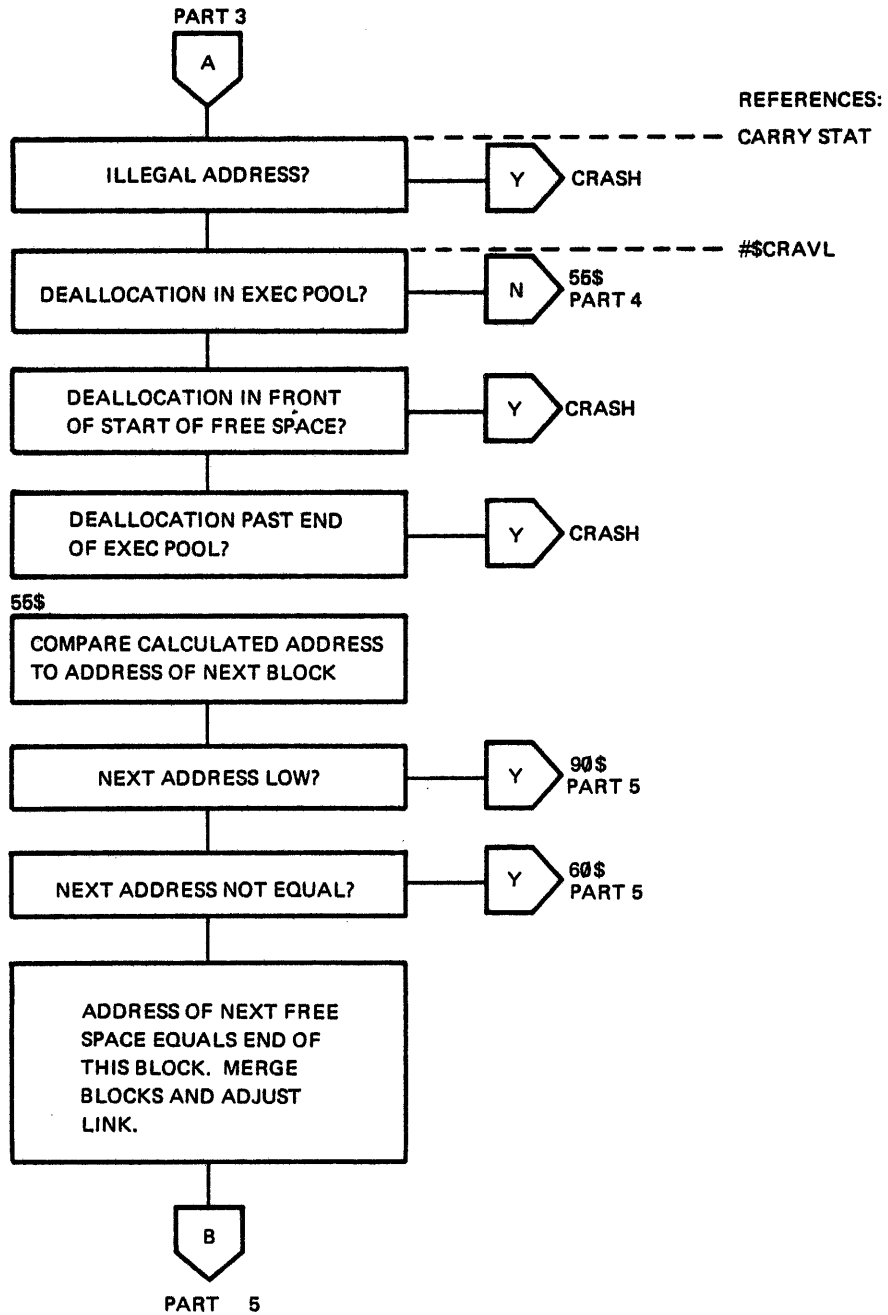 PART 3
A
REFERENCES:
CARRY STAT
ILLEGAL ADDRESS?
Y
CRASH
#$CRAVL
DEALLOCATION IN EXEC POOL?
N
55$
PART 4
DEALLOCATION IN FRONT
OF START OF FREE SPACE?
Y
CRASH
DEALLOCATION PAST END
OF EXEC POOL?
Y
CRASH
55$
COMPARE CALCULATED ADDRESS
TO ADDRESS OF NEXT BLOCK
NEXT ADDRESS LOW?
Y
90$
PART 5
NEXT ADDRESS NOT EQUAL?
Y
60$
PART 5
ADDRESS OF NEXT FREE
SPACE EQUALS END OF
THIS BLOCK. MERGE
BLOCKS AND ADJUST
LINK.
B
PART 5